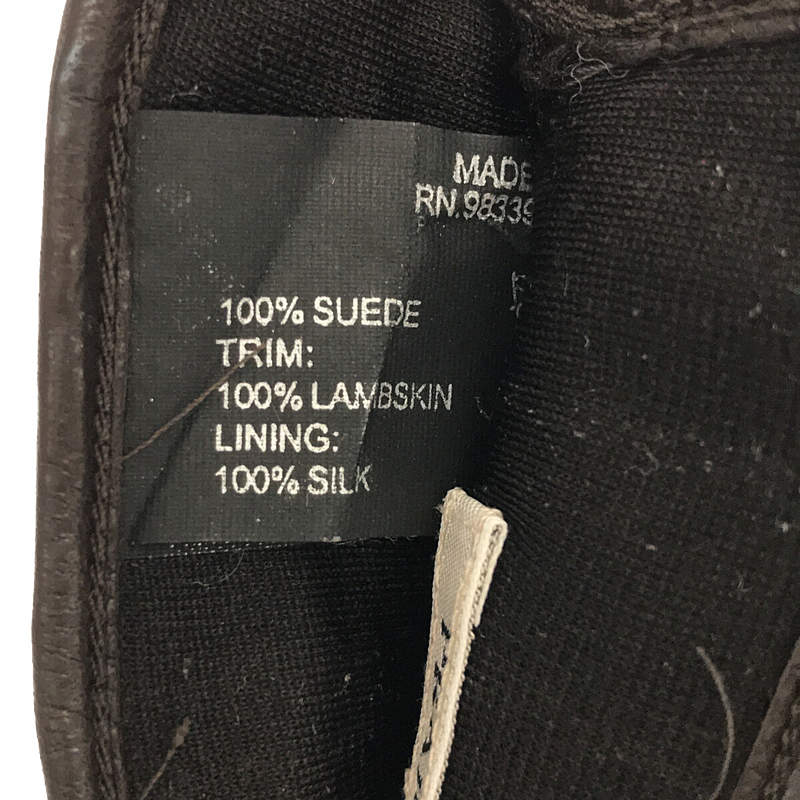 MADE
RN.98339
100% SUEDE
TRIM:
100% LAMBSKIN
LINING:
100% SILK